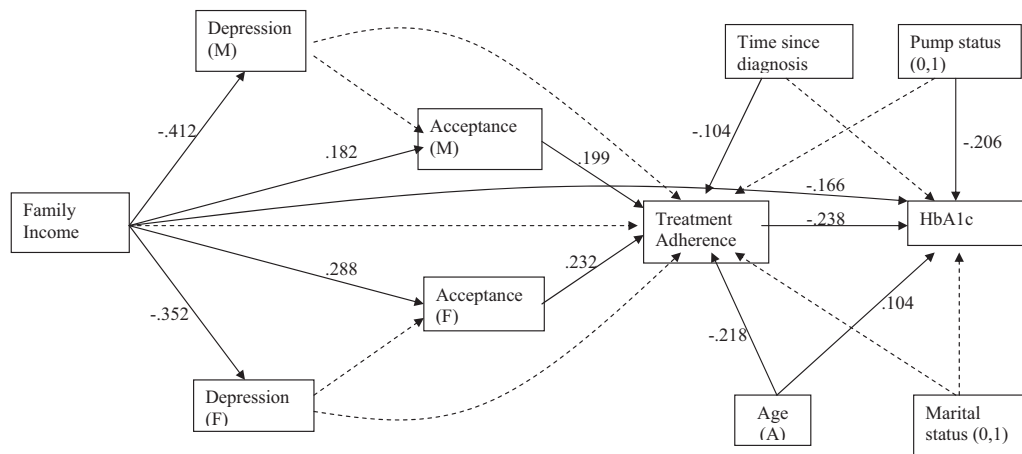 Depression
(M)
Time since
diagnosis
Pump status
(0,1)
-.412
Acceptance
(M)
-.104
-.206
.182
.199
-.166
Family
Income
Treatment
Adherence
-.238
HbA1c
.288
.232
Acceptance
(F)
-.352
.104
-.218
Depression
(F)
Age
(A)
Marital
status (0,1)